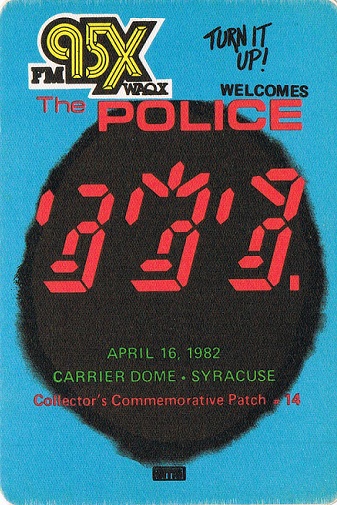 FM 95X
WAQX
TURN IT
UP!
WELCOMES
The POLICE
APRIL 16, 1982
CARRIER DOME • SYRACUSE
Collector's Commemorative Patch # 14